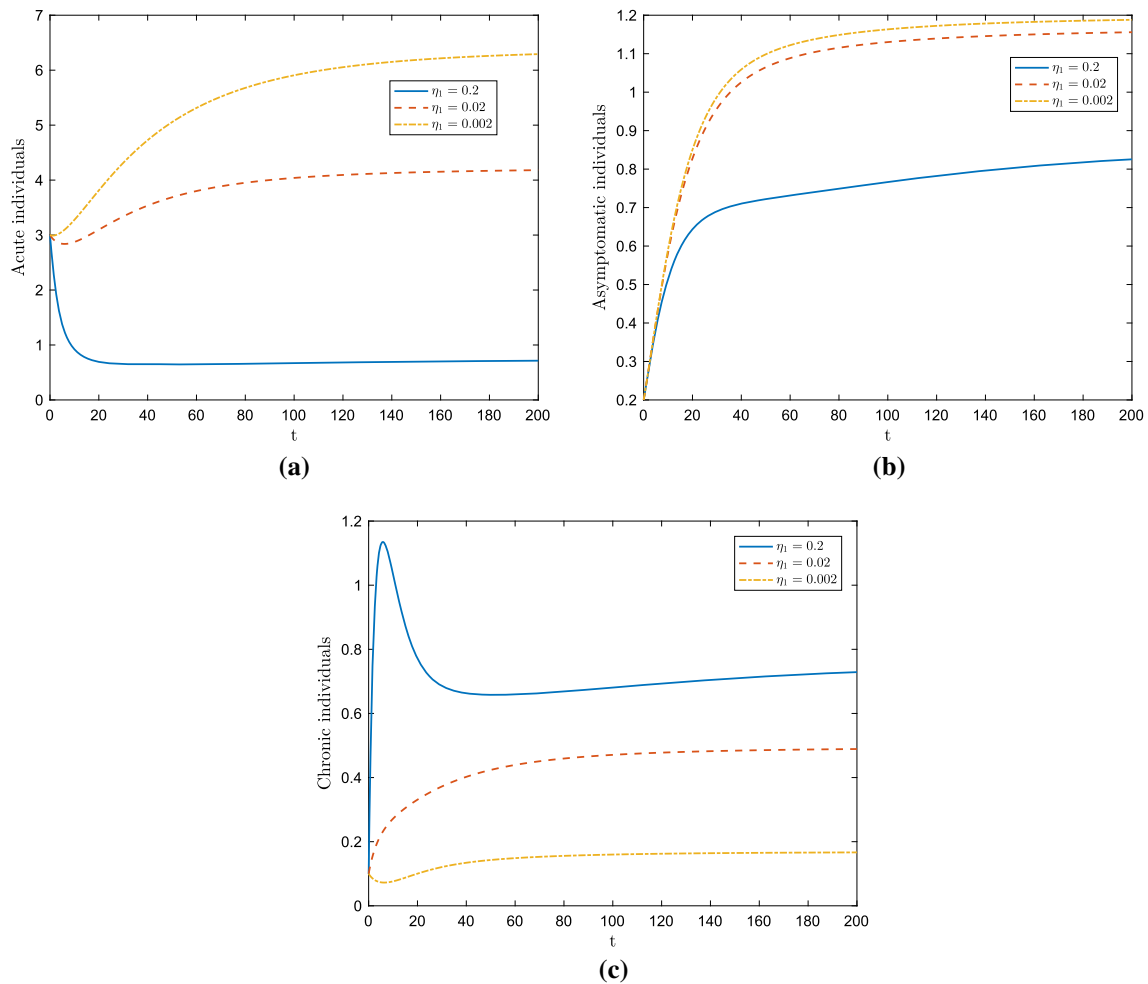 7
6
5
4
3
2
1
0
Acute individuals
η₁ = 0.2
η₁ = 0.02
η₁ = 0.002
0 20 40 60 80 100 120 140 160 180 200
t
(a)
1.2
1.1
1
0.9
0.8
0.7
0.6
0.5
0.4
0.3
0.2
Asymptomatic individuals
η₁ = 0.2
η₁ = 0.02
η₁ = 0.002
0 20 40 60 80 100 120 140 160 180 200
t
(b)
1.2
1
0.8
0.6
0.4
0.2
0
Chronic individuals
η₁ = 0.2
η₁ = 0.02
η₁ = 0.002
0 20 40 60 80 100 120 140 160 180 200
t
(c)